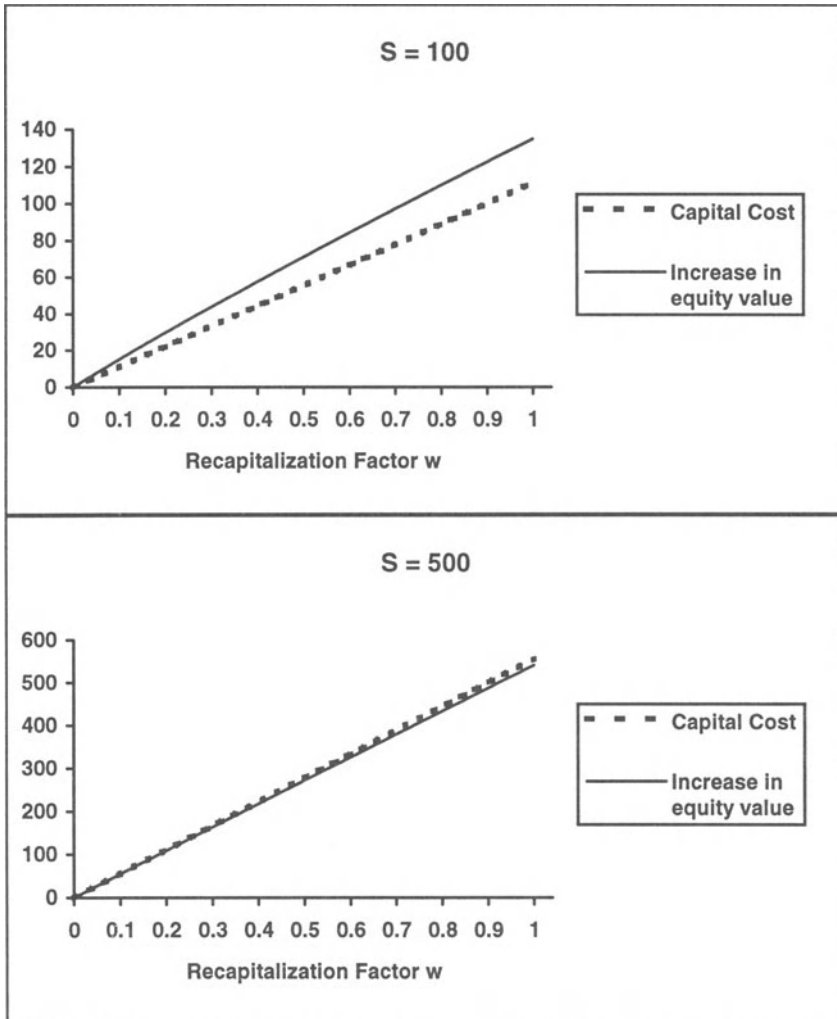 S = 100
140
120
100
80
60
40
20
0
0 0.1 0.2 0.3 0.4 0.5 0.6 0.7 0.8 0.9 1
Recapitalization Factor w
Capital Cost
Increase in
equity value
S = 500
600
500
400
300
200
100
0
0 0.1 0.2 0.3 0.4 0.5 0.6 0.7 0.8 0.9 1
Recapitalization Factor w
Capital Cost
Increase in
equity value